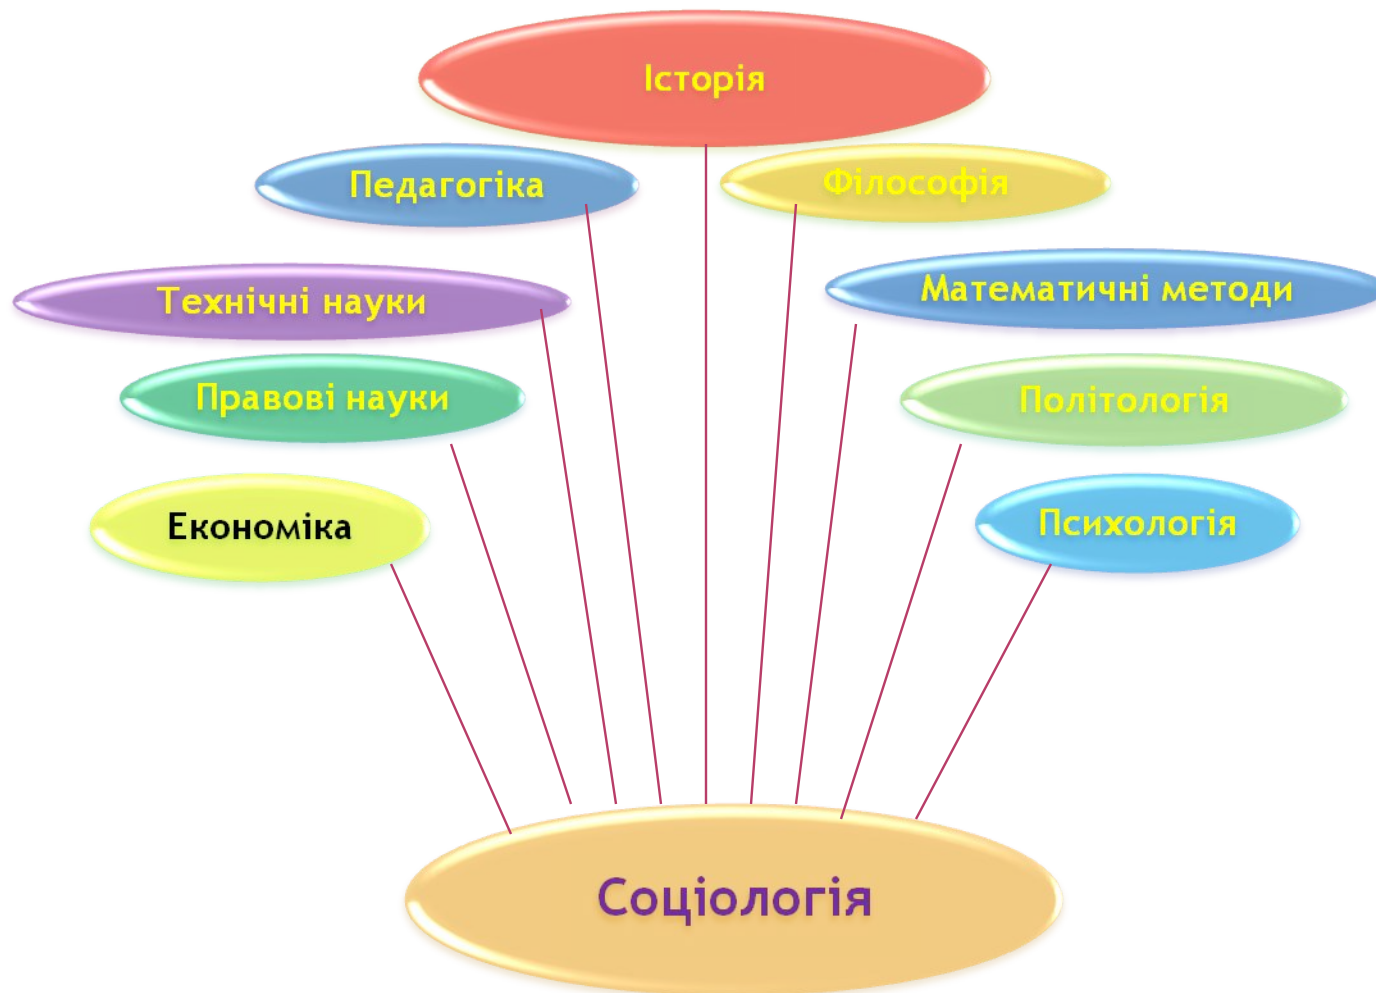 Історія
Педагогіка
Філософія
Технічні науки
Математичні методи
Правові науки
Політологія
Економіка
Психологія
Соціологія